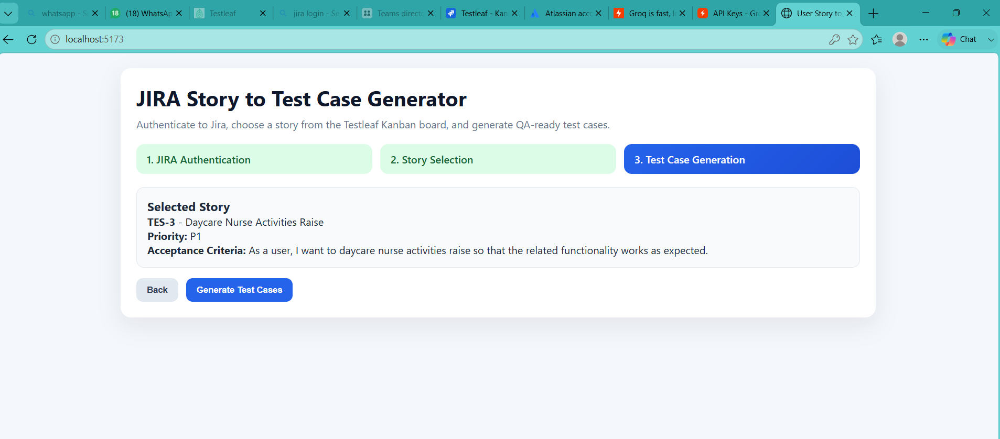 whatsapp - S
(18) WhatsAp
Testleaf
jira login - Se
Teams directo
Testleaf - Kan
Atlassian acco
Groq is fast, l
API Keys - Gro
User Story to
18
localhost:5173
Chat
JIRA Story to Test Case Generator
Authenticate to Jira, choose a story from the Testleaf Kanban board, and generate QA-ready test cases.
1. JIRA Authentication
2. Story Selection
3. Test Case Generation
Selected Story
TES-3 - Daycare Nurse Activities Raise
Priority: P1
Acceptance Criteria: As a user, I want to daycare nurse activities raise so that the related functionality works as expected.
Back
Generate Test Cases